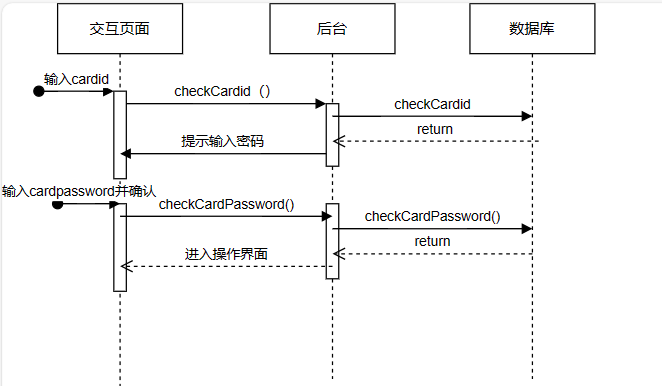 交互页面
后台
数据库
输入cardid
checkCardid（）
checkCardid
return
提示输入密码
输入cardpassword并确认
checkCardPassword()
checkCardPassword()
return
进入操作界面